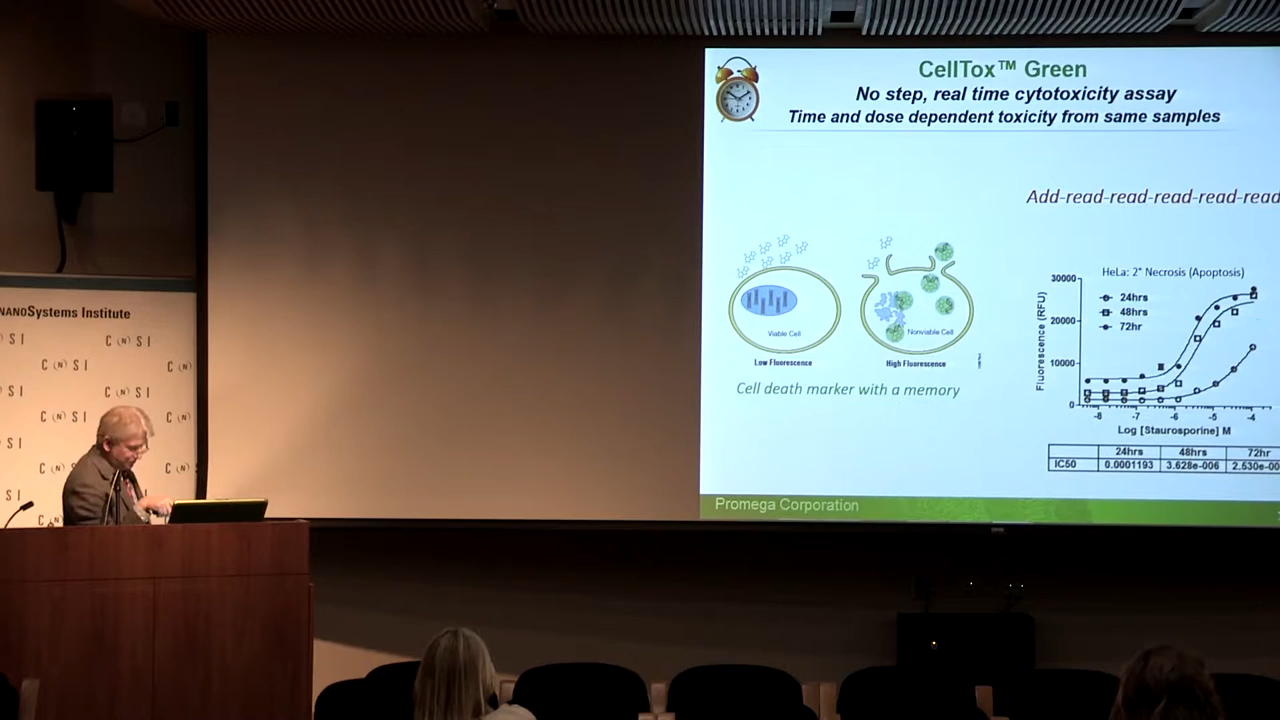 CellTox™ Green
No step, real time cytotoxicity assay
Time and dose dependent toxicity from same samples
Add-read-read-read-read-read
Viable Cell
Low Fluorescence
Nonviable Cell
High Fluorescence
Cell death marker with a memory
HeLa: 2° Necrosis (Apoptosis)
24hrs
48hrs
72hr
Fluorescence (RFU)
30000
20000
10000
0
-8 -7 -6 -5 -4
Log [Staurosporine] M
24hrs 48hrs 72hr
IC50 0.0001193 3.628e-006 2.530e-00
Promega Corporation
NANOSystems Institute
S I C (N) S I
C (N) S I C (N)
S I C (N) S I
C (N) S I C (N)
S I
C (N) C (N)
S I
C (N)